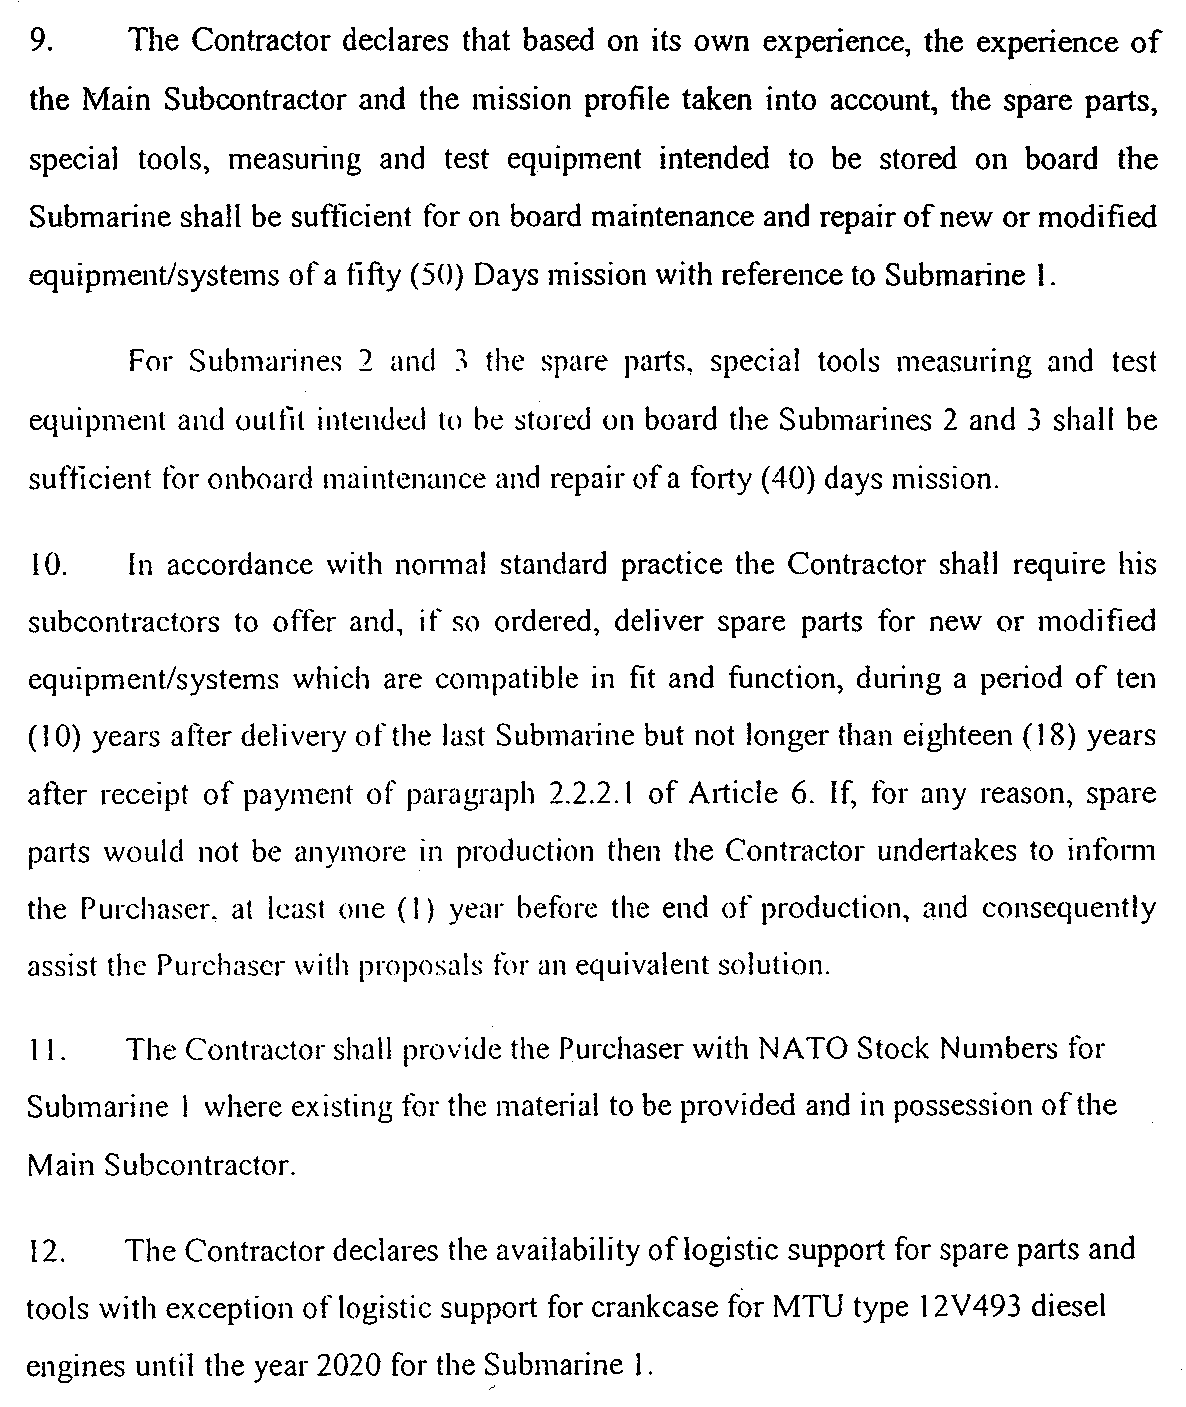 9. The Contractor declares that based on its own experience, the experience of
the Main Subcontractor and the mission profile taken into account, the spare parts,
special tools, measuring and test equipment intended to be stored on board the
Submarine shall be sufficient for on board maintenance and repair of new or modified
equipment/systems of a fifty (50) Days mission with reference to Submarine 1.
For Submarines 2 and 3 the spare parts, special tools measuring and test
equipment and outfit intended to be stored on board the Submarines 2 and 3 shall be
sufficient for onboard maintenance and repair of a forty (40) days mission.
10. In accordance with normal standard practice the Contractor shall require his
subcontractors to offer and, if so ordered, deliver spare parts for new or modified
equipment/systems which are compatible in fit and function, during a period of ten
(10) years after delivery of the last Submarine but not longer than eighteen (18) years
after receipt of payment of paragraph 2.2.2.1 of Article 6. If, for any reason, spare
parts would not be anymore in production then the Contractor undertakes to inform
the Purchaser, at least one (1) year before the end of production, and consequently
assist the Purchaser with proposals for an equivalent solution.
11. The Contractor shall provide the Purchaser with NATO Stock Numbers for
Submarine 1 where existing for the material to be provided and in possession of the
Main Subcontractor.
12. The Contractor declares the availability of logistic support for spare parts and
tools with exception of logistic support for crankcase for MTU type 12V493 diesel
engines until the year 2020 for the Submarine 1.